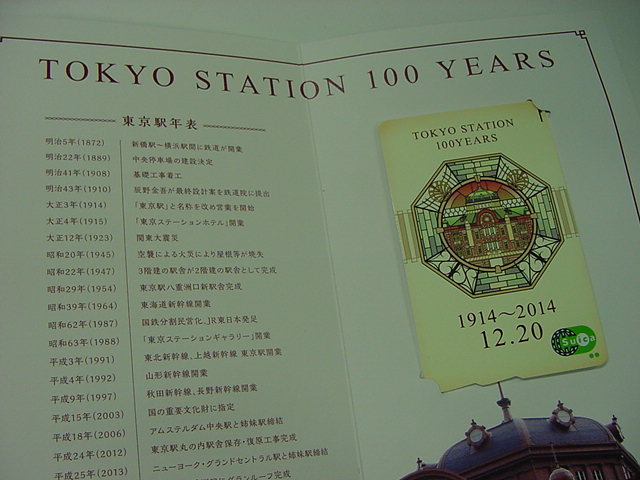 TOKYO STATION 100 YEARS
東京駅年表
明治5年(1872) 新橋駅〜横浜駅間に鉄道が開業
明治22年(1889) 中央停車場の建設決定
明治41年(1908) 基礎工事着工
明治43年(1910) 辰野金吾が最終設計案を鉄道院に提出
大正3年(1914) 「東京駅」と名称を改め営業を開始
大正4年(1915) 「東京ステーションホテル」開業
大正12年(1923) 関東大震災
昭和20年(1945) 空襲による火災により屋根等が焼失
昭和22年(1947) 3階建の駅舎が2階建の駅舎として完成
昭和29年(1954) 東京駅八重洲口新駅舎完成
昭和39年(1964) 東海道新幹線開業
昭和62年(1987) 国鉄分割民営化、JR東日本発足
昭和63年(1988) 「東京ステーションギャラリー」開業
平成3年(1991) 東北新幹線、上越新幹線 東京駅開業
平成4年(1992) 山形新幹線開業
平成9年(1997) 秋田新幹線、長野新幹線開業
平成15年(2003) 国の重要文化財に指定
平成18年(2006) アムステルダム中央駅と姉妹駅締結
平成24年(2012) 東京駅丸の内駅舎保存・復原工事完成
平成25年(2013) ニューヨーク・グランドセントラル駅と姉妹駅締結
グランルーフ完成
TOKYO STATION
100YEARS
1914〜2014
12.20
Suica